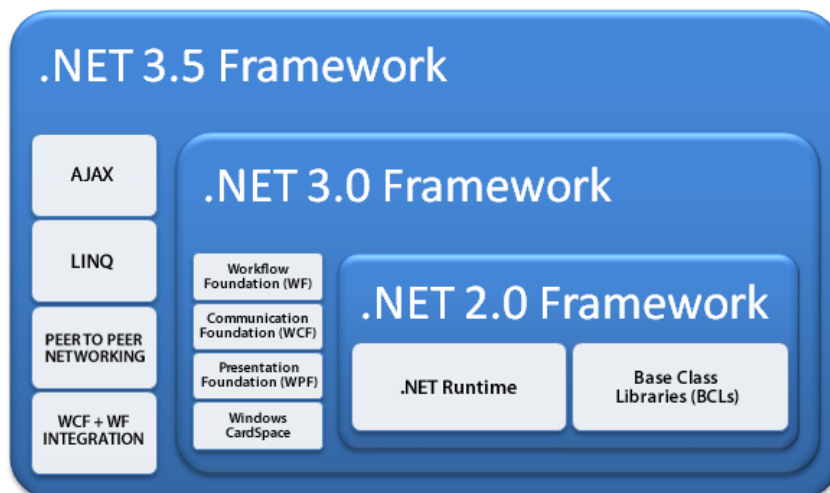 .NET 3.5 Framework
AJAX
LINQ
PEER TO PEER
NETWORKING
WCF + WF
INTEGRATION
.NET 3.0 Framework
Workflow
Foundation (WF)
Communication
Foundation (WCF)
Presentation
Foundation (WPF)
Windows
CardSpace
.NET 2.0 Framework
.NET Runtime
Base Class
Libraries (BCLs)